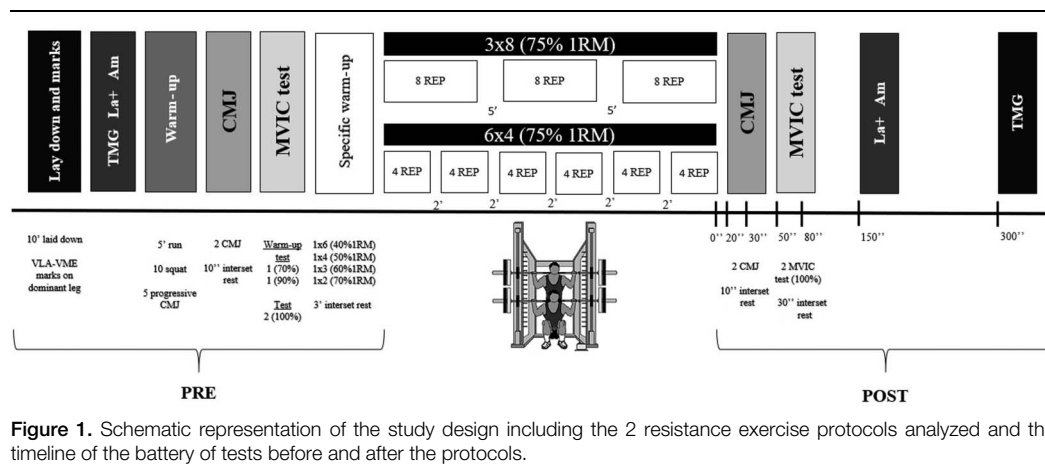 Lay down and marks
TMG La+ Am
Warm-up
CMJ
MVIC test
Specific warm-up
3x8 (75% 1RM)
8 REP
8 REP
8 REP
5’
5’
6x4 (75% 1RM)
4 REP
4 REP
4 REP
4 REP
4 REP
4 REP
2’
2’
2’
2’
2’
CMJ
MVIC test
La+ Am
TMG
0’’
20’’
30’’
50’’
80’’
150’’
300’’
10’ laid down
VLA-VME
marks on
dominant leg
5’ run
10 squat
5 progressive
CMJ
2 CMJ
10’’ interset
rest
Warm-up
test
1 (70%)
1 (90%)
Test
2 (100%)
1x6 (40%1RM)
1x4 (50%1RM)
1x3 (60%1RM)
1x2 (70%1RM)
3’ interset rest
2 CMJ
10’’ interset
rest
2 MVIC
test (100%)
30’’ interset
rest
PRE
POST
Figure 1. Schematic representation of the study design including the 2 resistance exercise protocols analyzed and th
timeline of the battery of tests before and after the protocols.